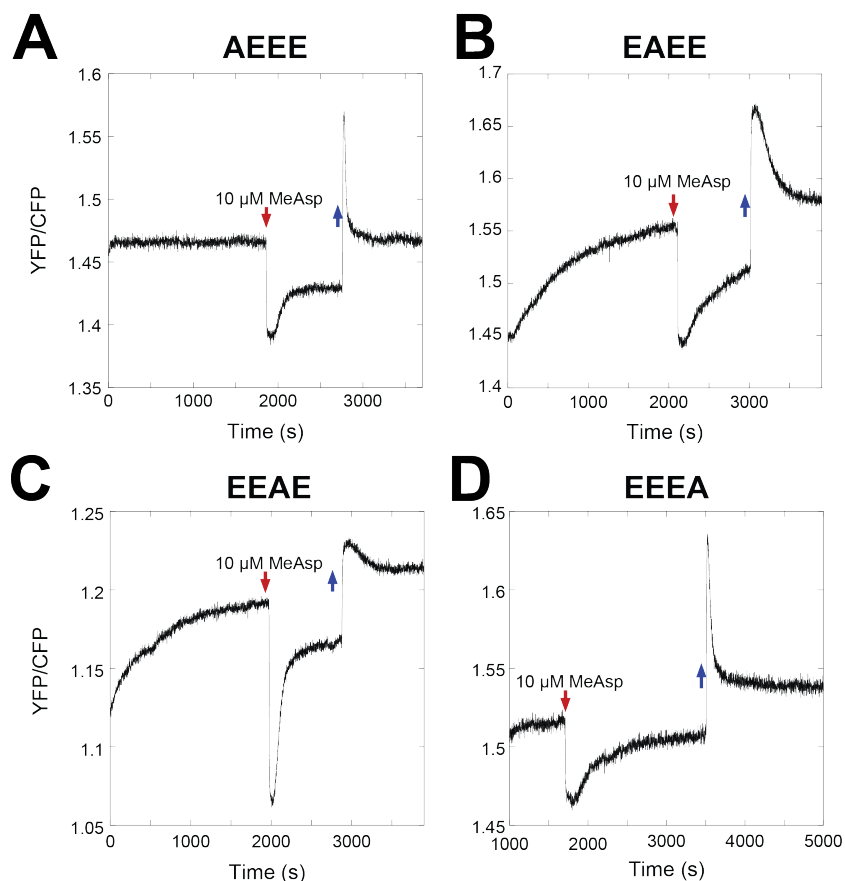 A
AEEE
YFP/CFP
1.6
1.55
1.5
1.45
1.4
1.35
10 µM MeAsp
0
1000
2000
3000
Time (s)
B
EAEE
1.7
1.65
1.6
1.55
1.5
1.45
1.4
10 µM MeAsp
0
1000
2000
3000
Time (s)
C
EEAE
YFP/CFP
1.25
1.2
1.15
1.1
1.05
10 µM MeAsp
0
1000
2000
3000
Time (s)
D
EEEA
1.65
1.6
1.55
1.5
1.45
10 µM MeAsp
1000
2000
3000
4000
5000
Time (s)